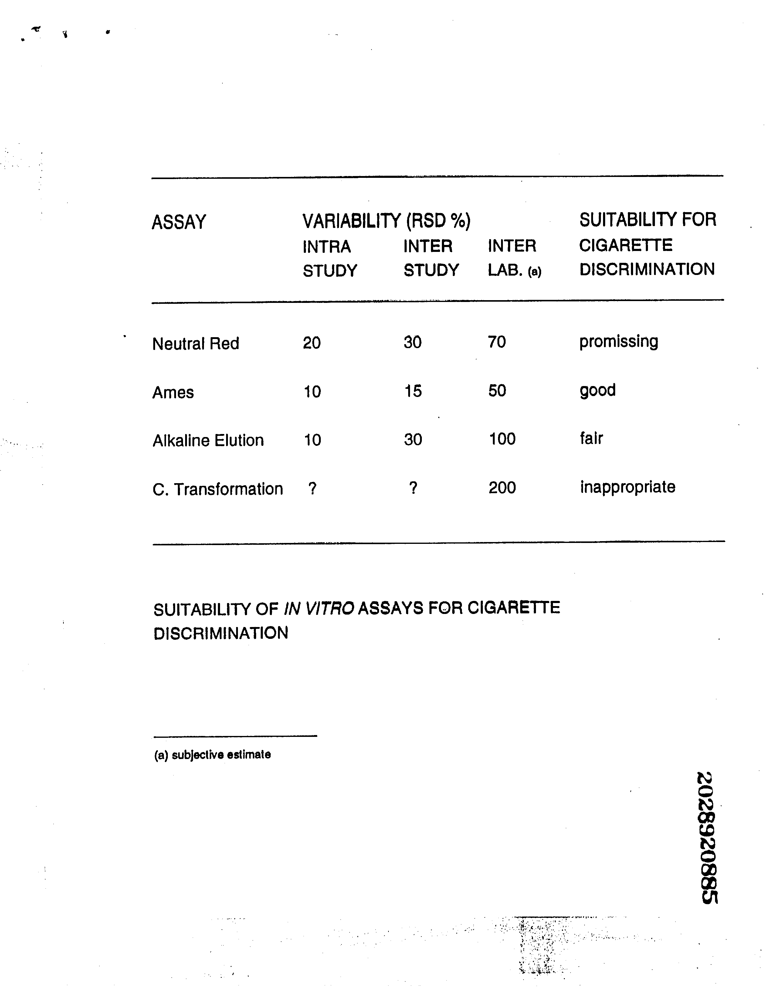 ASSAY VARIABILITY (RSD %) SUITABILITY FOR
INTRA INTER INTER CIGARETTE
STUDY STUDY LAB. (a) DISCRIMINATION
Neutral Red 20 30 70 promissing
Ames 10 15 50 good
Alkaline Elution 10 30 100 fair
C. Transformation ? ? 200 inappropriate
SUITABILITY OF IN VITRO ASSAYS FOR CIGARETTE
DISCRIMINATION
(a) subjective estimate
2028920885